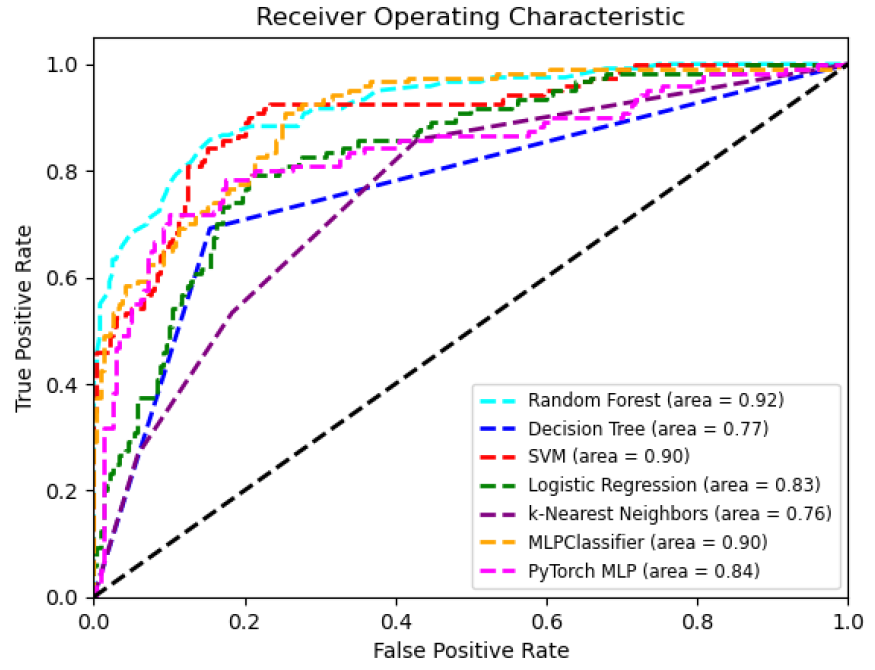 Receiver Operating Characteristic
True Positive Rate
1.0
0.8
0.6
0.4
0.2
0.0
Random Forest (area = 0.92)
Decision Tree (area = 0.77)
SVM (area = 0.90)
Logistic Regression (area = 0.83)
k-Nearest Neighbors (area = 0.76)
MLPClassifier (area = 0.90)
PyTorch MLP (area = 0.84)
0.0 0.2 0.4 0.6 0.8 1.0
False Positive Rate